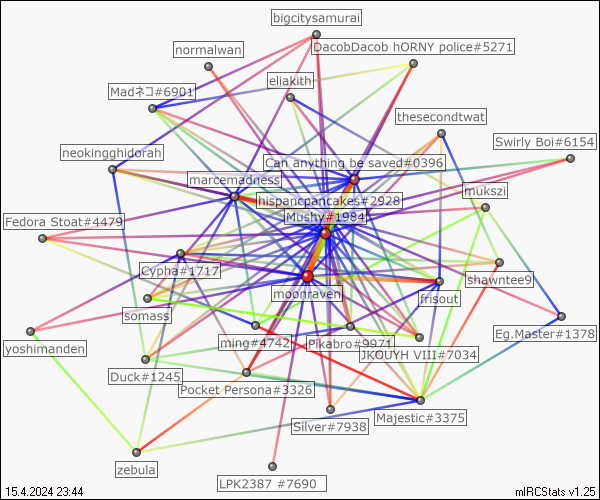 bigcitysamurai
normalwan
DacobDacob hORNY police#5271
eliakith
Madネコ#6901
thesecondtwat
Swirly Boi#6154
neokingghidorah
Can anything be saved#0396
marcemadness
mukszi
hispancpancakes#2928
Mushy#1984
Fedora Stoat#4479
Cypha#1717
shawntee9
moonraven
frisout
somass
Eg.Master#1378
ming#4742
Pikabro#9971
yoshimanden
JKQUYH VIII#7034
Duck#1245
Pocket Persona#3326
Majestic#3375
Silver#7938
zebula
LPK2387 #7690
15.4.2024 23:44
mIRCStats v1.25